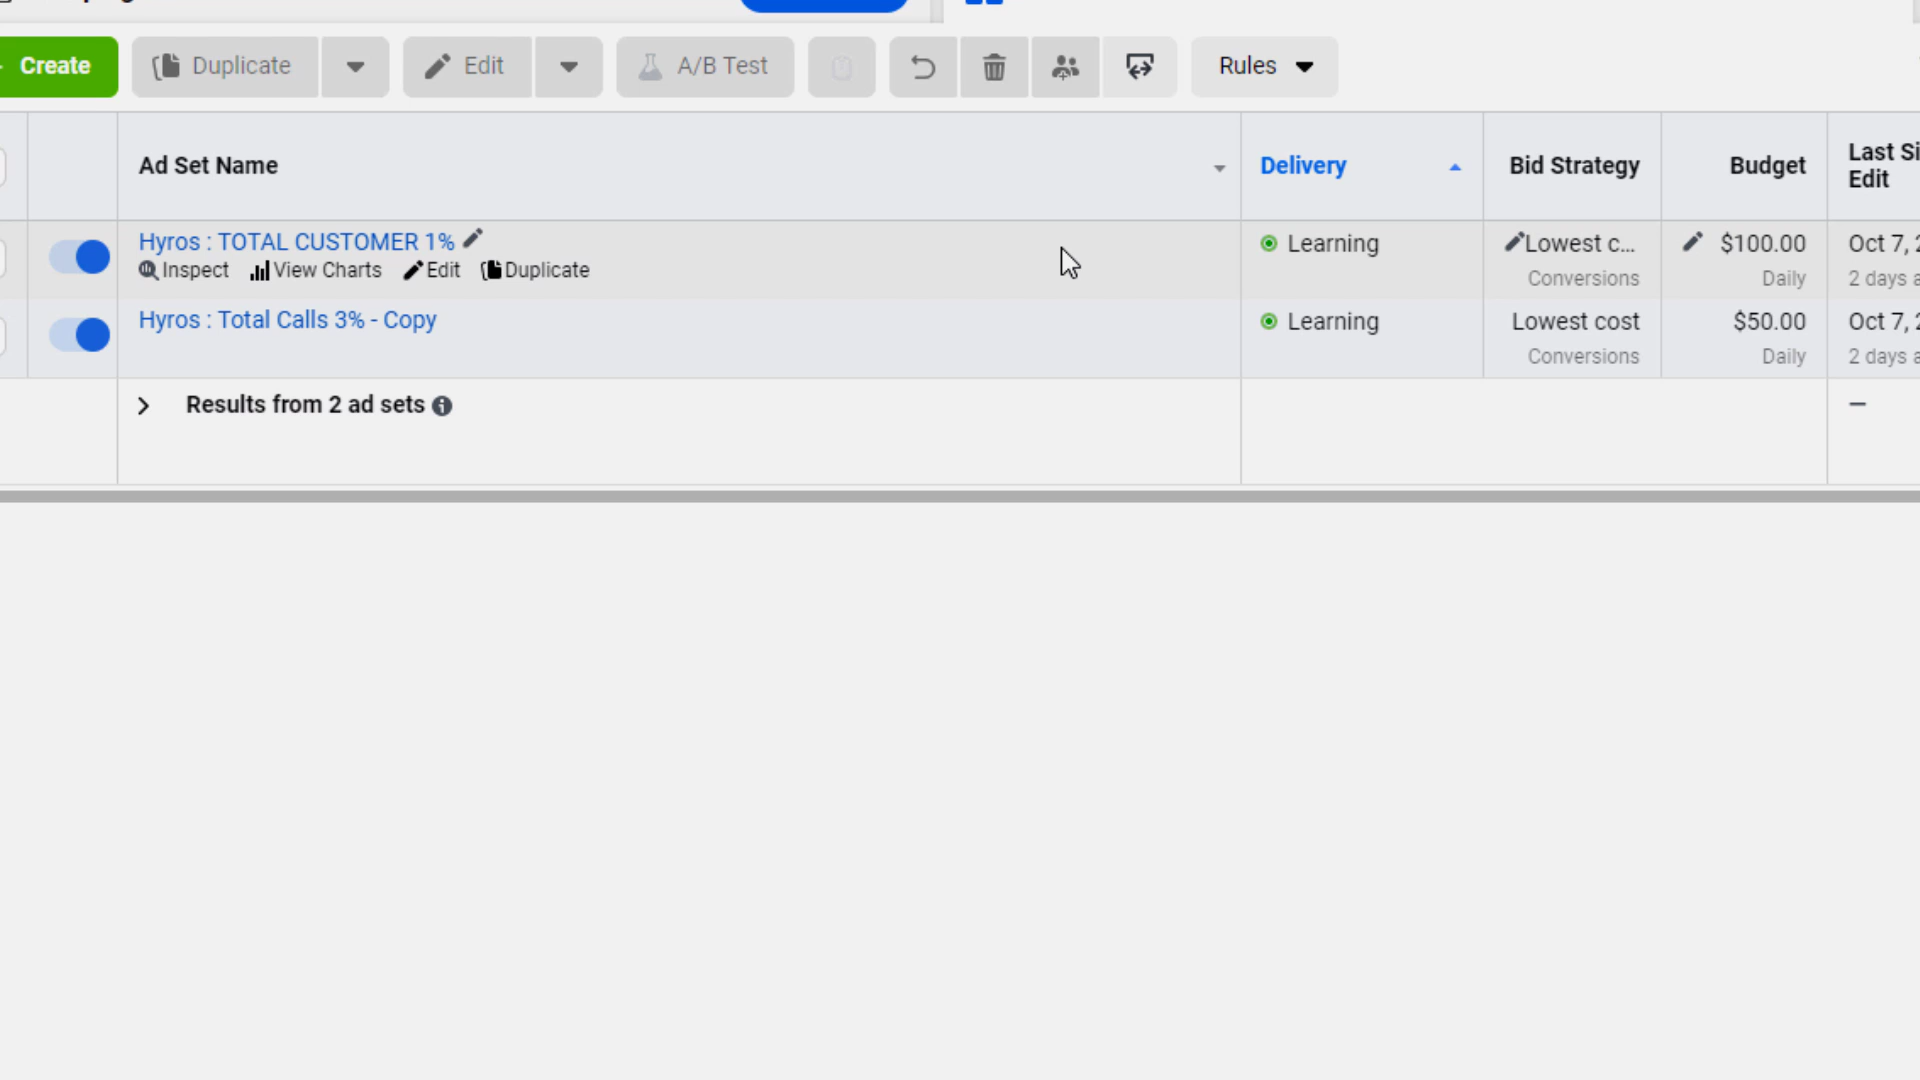 Create
Duplicate
Edit
A/B Test
Rules
Ad Set Name
Delivery
Bid Strategy
Budget
Last Si
Edit
Hyros : TOTAL CUSTOMER 1%
Learning
Lowest c...
$100.00
Oct 7, 2
Inspect
View Charts
Edit
Duplicate
Conversions
Daily
2 days a
Hyros : Total Calls 3% - Copy
Learning
Lowest cost
$50.00
Oct 7, 2
Conversions
Daily
2 days a
Results from 2 ad sets
—